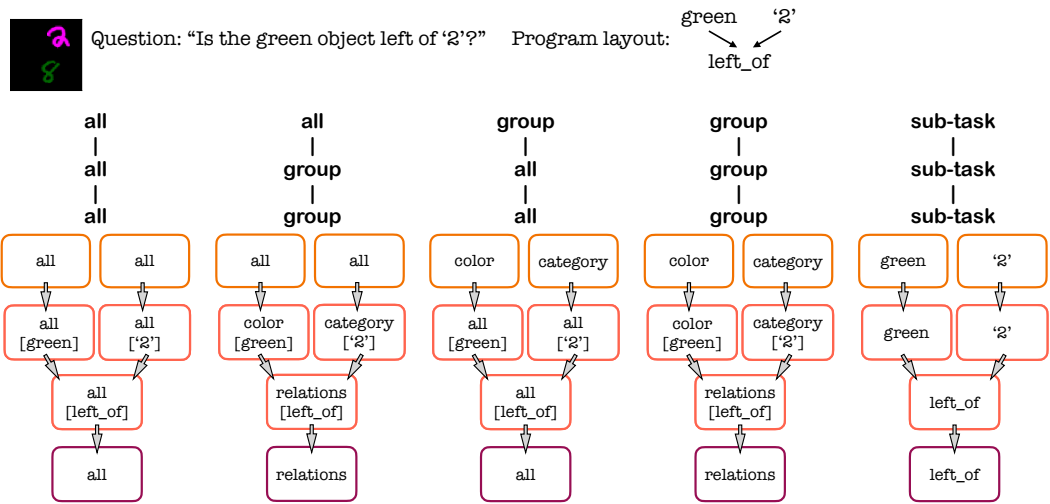 2
8
Question: “Is the green object left of ‘2’?” Program layout:
green ‘2’
left_of
all all group group sub-task
all group all group sub-task
all group all group sub-task
all all all all color category color category green ‘2’
all [green] all [‘2’] color [green] category [‘2’] all [green] all [‘2’] color [green] category [‘2’] green ‘2’
all [left_of] relations [left_of] all [left_of] relations [left_of] left_of
all relations all relations left_of